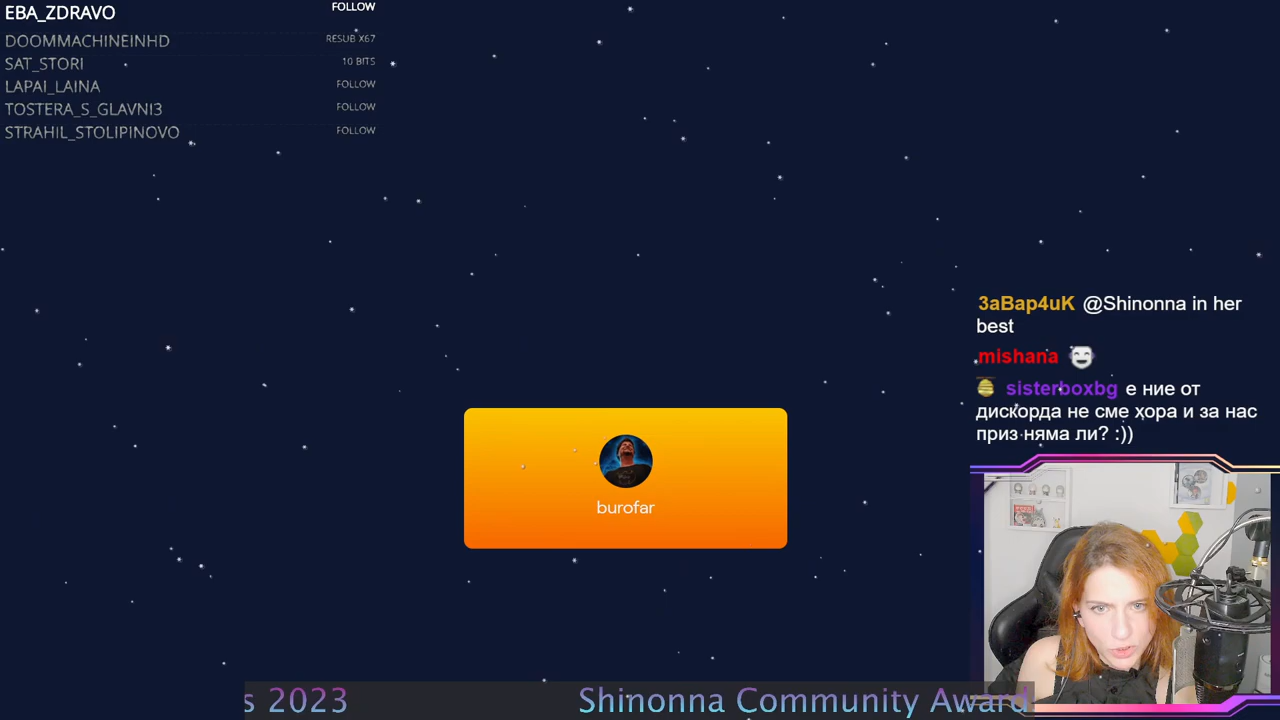 EBA_ZDRAVO FOLLOW
DOOMMACHINEINHD RESUB X67
SAT_STORI 10 BITS
LAPAI_LAINA FOLLOW
TOSTERA_S_GLAVNI3 FOLLOW
STRAHIL_STOLIPINOVO FOLLOW
3aBap4uK @Shinonna in her
best
mishana
sisterboxbg е ние от
дискорда не сме хора и за нас
приз няма ли? :))
burofar
s 2023 Shinonna Community Award